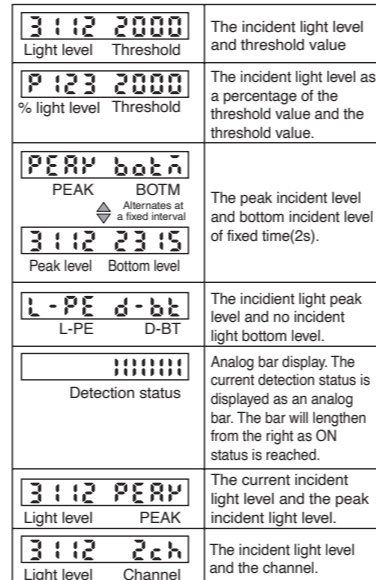 3112 2000
Light level Threshold
The incident light level
and threshold value
P123 2000
% light level Threshold
The incident light level as
a percentage of the
threshold value and the
threshold value.
PEAK botm
PEAK BOTM
Alternates at
a fixed interval
3112 2315
Peak level Bottom level
The peak incident level
and bottom incident level
of fixed time(2s).
L-PE d-bt
L-PE D-BT
The incidient light peak
level and no incident
light bottom level.
Detection status
Analog bar display. The
current detection status is
displayed as an analog
bar. The bar will lengthen
from the right as ON
status is reached.
3112 PEAK
Light level PEAK
The current incident
light level and the peak
incident light level.
3112 2ch
Light level Channel
The incident light level
and the channel.